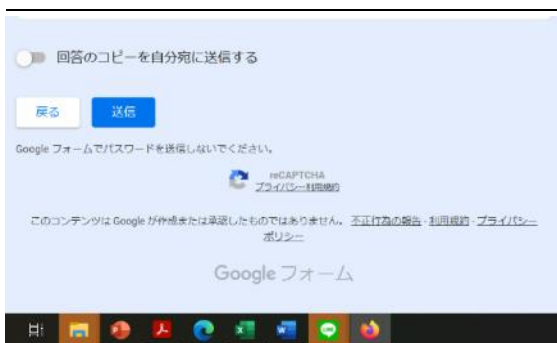 回答のコピーを自分宛に送信する
戻る 送信
Google フォームでパスワードを送信しないでください。
reCAPTCHA
プライバシー利用規約
このコンテンツは Google が作成または承認したものではありません。 不正行為の報告 - 利用規約 - プライバシー
ポリシー
Google フォーム